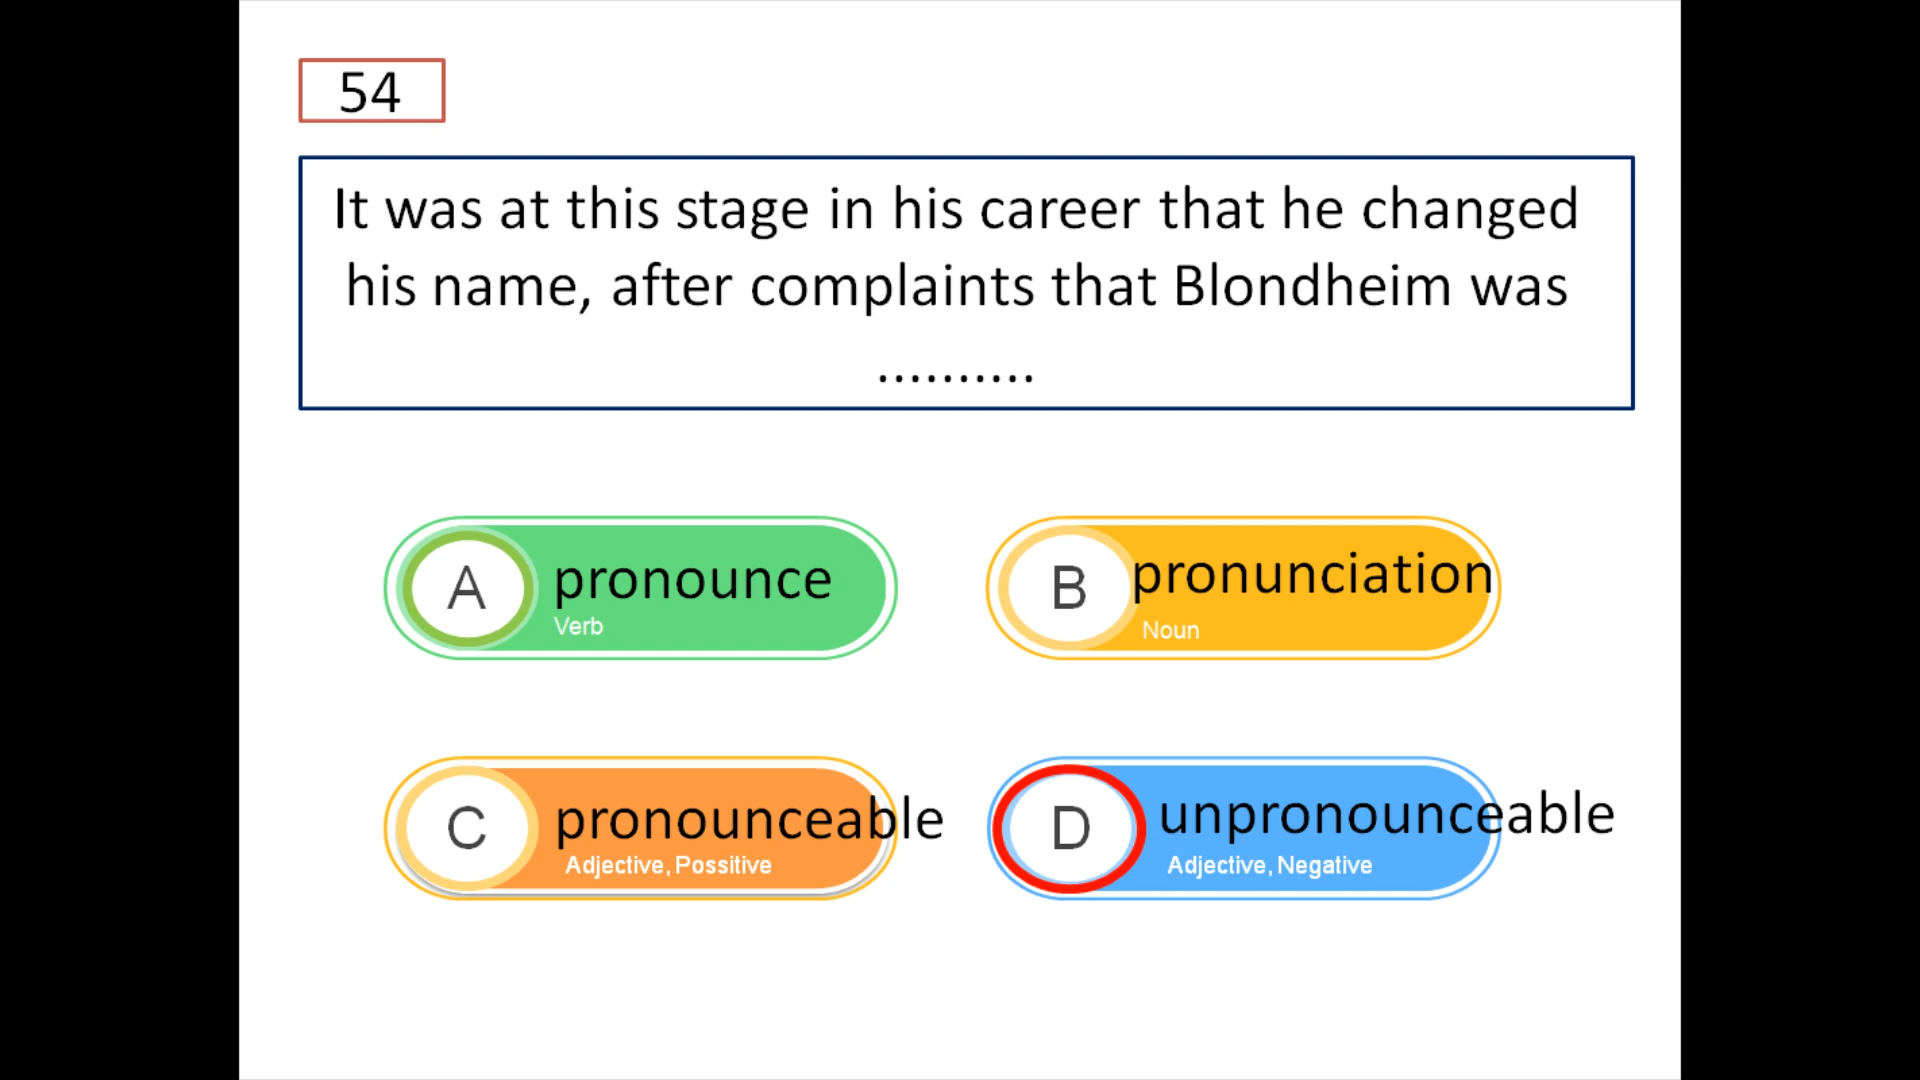 54
It was at this stage in his career that he changed
his name, after complaints that Blondheim was
..........
A pronounce
Verb
B pronunciation
Noun
C pronounceable
Adjective, Possitive
D unpronounceable
Adjective, Negative